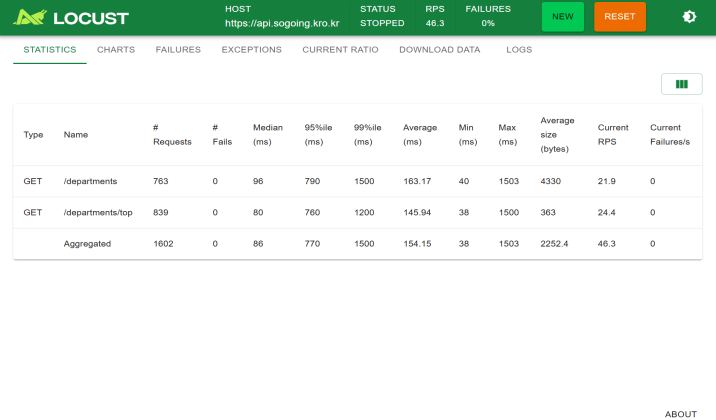 LOCUST
HOST
https://api.sogoing.kro.kr
STATUS
STOPPED
RPS
46.3
FAILURES
0%
NEW
RESET
STATISTICS CHARTS FAILURES EXCEPTIONS CURRENT RATIO DOWNLOAD DATA LOGS
Type Name # Requests # Fails Median (ms) 95%ile (ms) 99%ile (ms) Average (ms) Min (ms) Max (ms) Average size (bytes) Current RPS Current Failures/s
GET /departments 763 0 96 790 1500 163.17 40 1503 4330 21.9 0
GET /departments/top 839 0 80 760 1200 145.94 38 1500 363 24.4 0
Aggregated 1602 0 86 770 1500 154.15 38 1503 2252.4 46.3 0
ABOUT